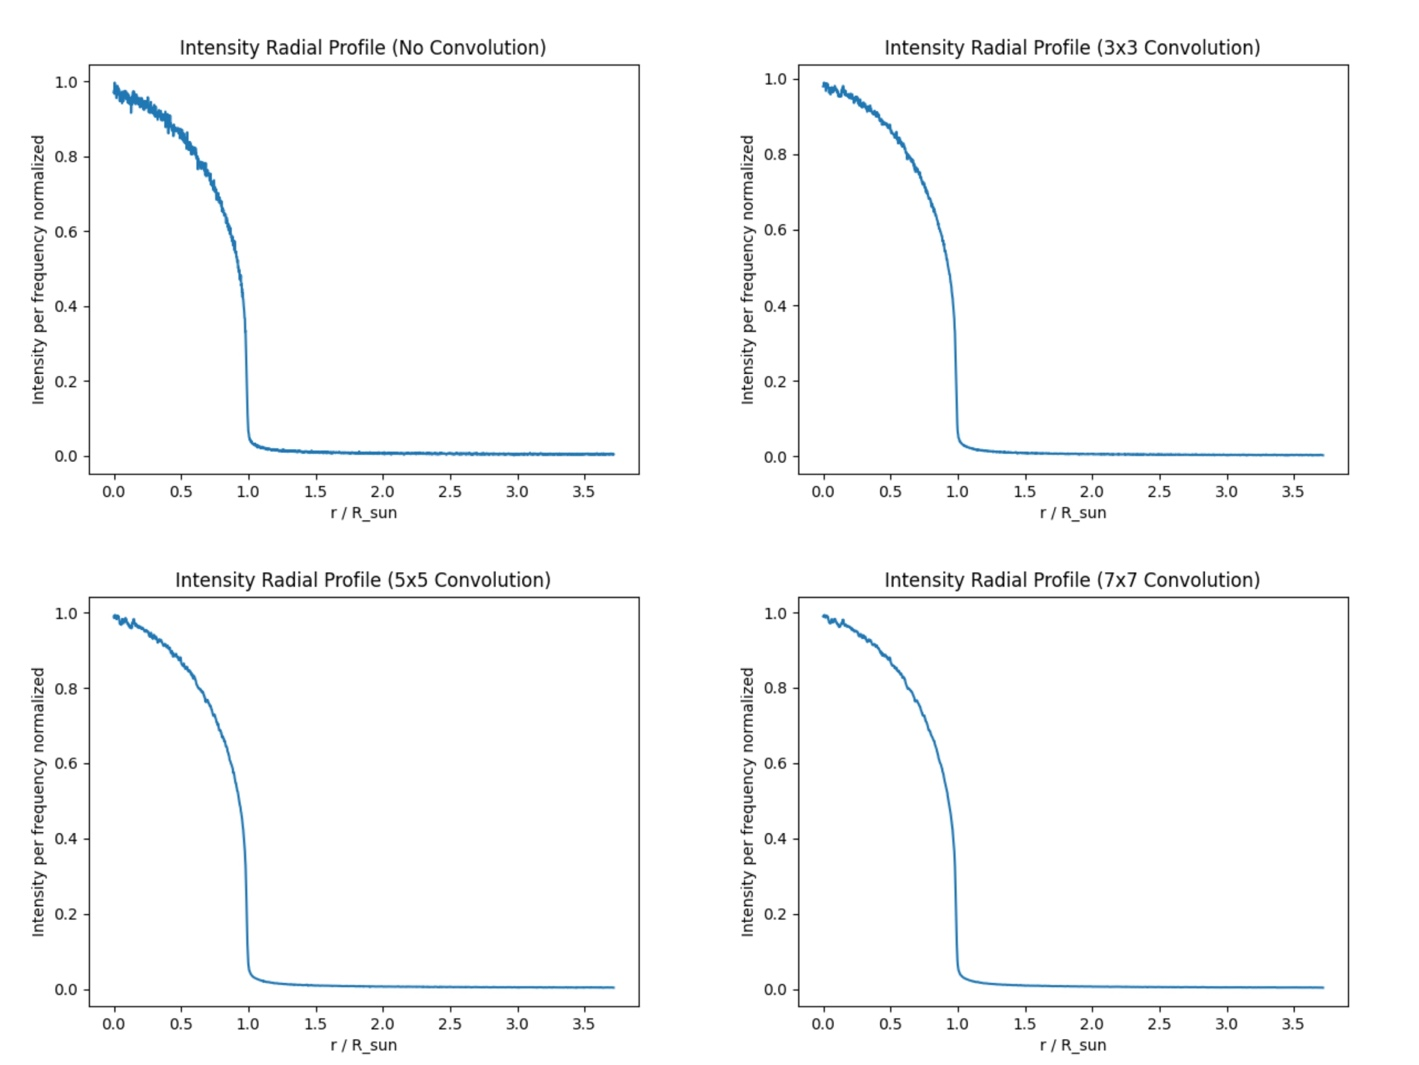 Intensity Radial Profile (No Convolution)
Intensity per frequency normalized
1.0
0.8
0.6
0.4
0.2
0.0
0.0 0.5 1.0 1.5 2.0 2.5 3.0 3.5
r / R_sun
Intensity Radial Profile (3x3 Convolution)
Intensity per frequency normalized
1.0
0.8
0.6
0.4
0.2
0.0
0.0 0.5 1.0 1.5 2.0 2.5 3.0 3.5
r / R_sun
Intensity Radial Profile (5x5 Convolution)
Intensity per frequency normalized
1.0
0.8
0.6
0.4
0.2
0.0
0.0 0.5 1.0 1.5 2.0 2.5 3.0 3.5
r / R_sun
Intensity Radial Profile (7x7 Convolution)
Intensity per frequency normalized
1.0
0.8
0.6
0.4
0.2
0.0
0.0 0.5 1.0 1.5 2.0 2.5 3.0 3.5
r / R_sun